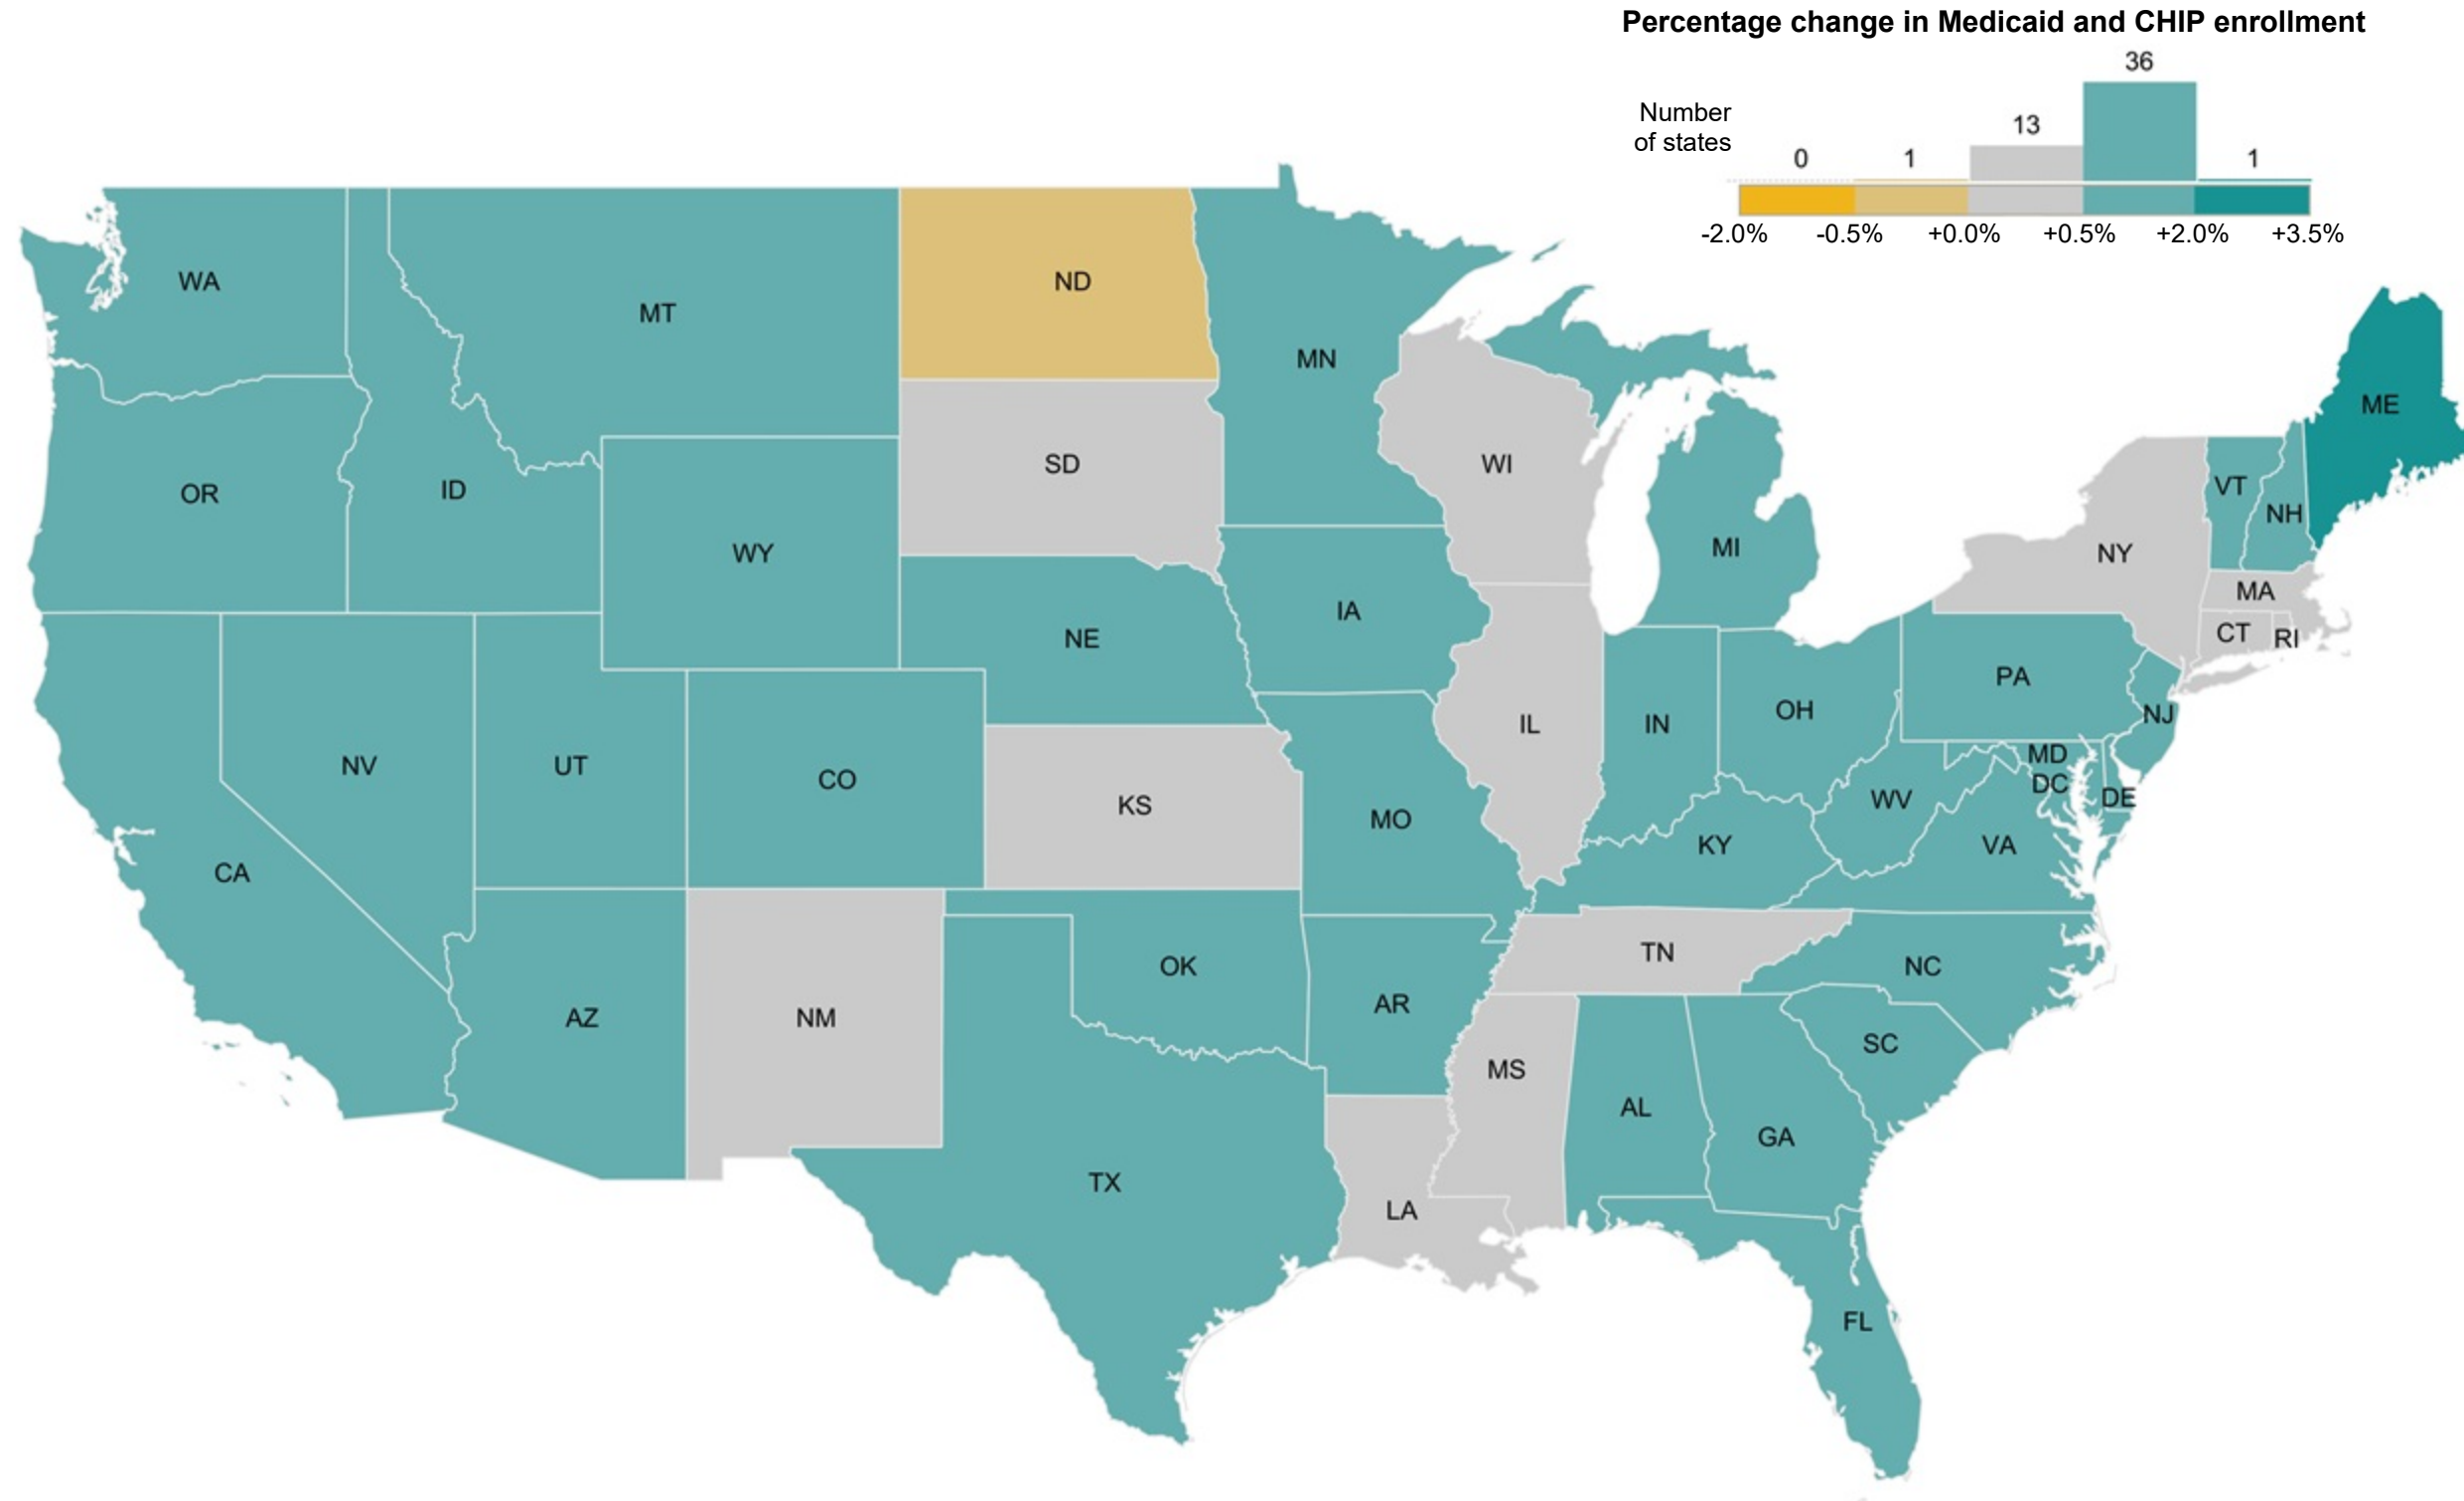 Percentage change in Medicaid and CHIP enrollment
36
Number
of states
13
0
1
1
-2.0%
-0.5%
+0.0%
+0.5%
+2.0%
+3.5%
WA
MT
ND
MN
ME
OR
ID
SD
WI
VT
NH
WY
MI
NY
NE
IA
MA
CT
RI
PA
NV
UT
CO
KS
MO
IL
IN
OH
NJ
MD
DC
DE
WV
VA
KY
CA
AZ
NM
OK
AR
TN
NC
SC
MS
AL
GA
TX
LA
FL